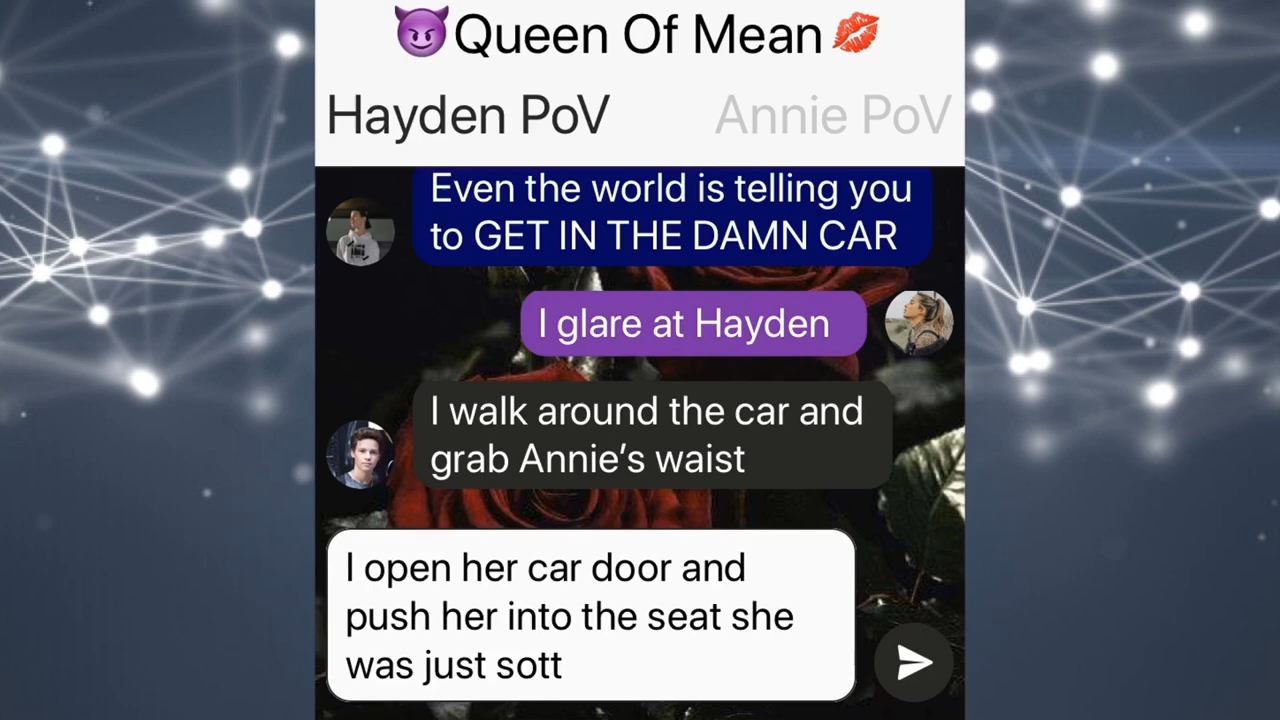 😈Queen Of Mean💋
Hayden PoV
Annie PoV
Even the world is telling you
to GET IN THE DAMN CAR
I glare at Hayden
I walk around the car and
grab Annie’s waist
I open her car door and
push her into the seat she
was just sott